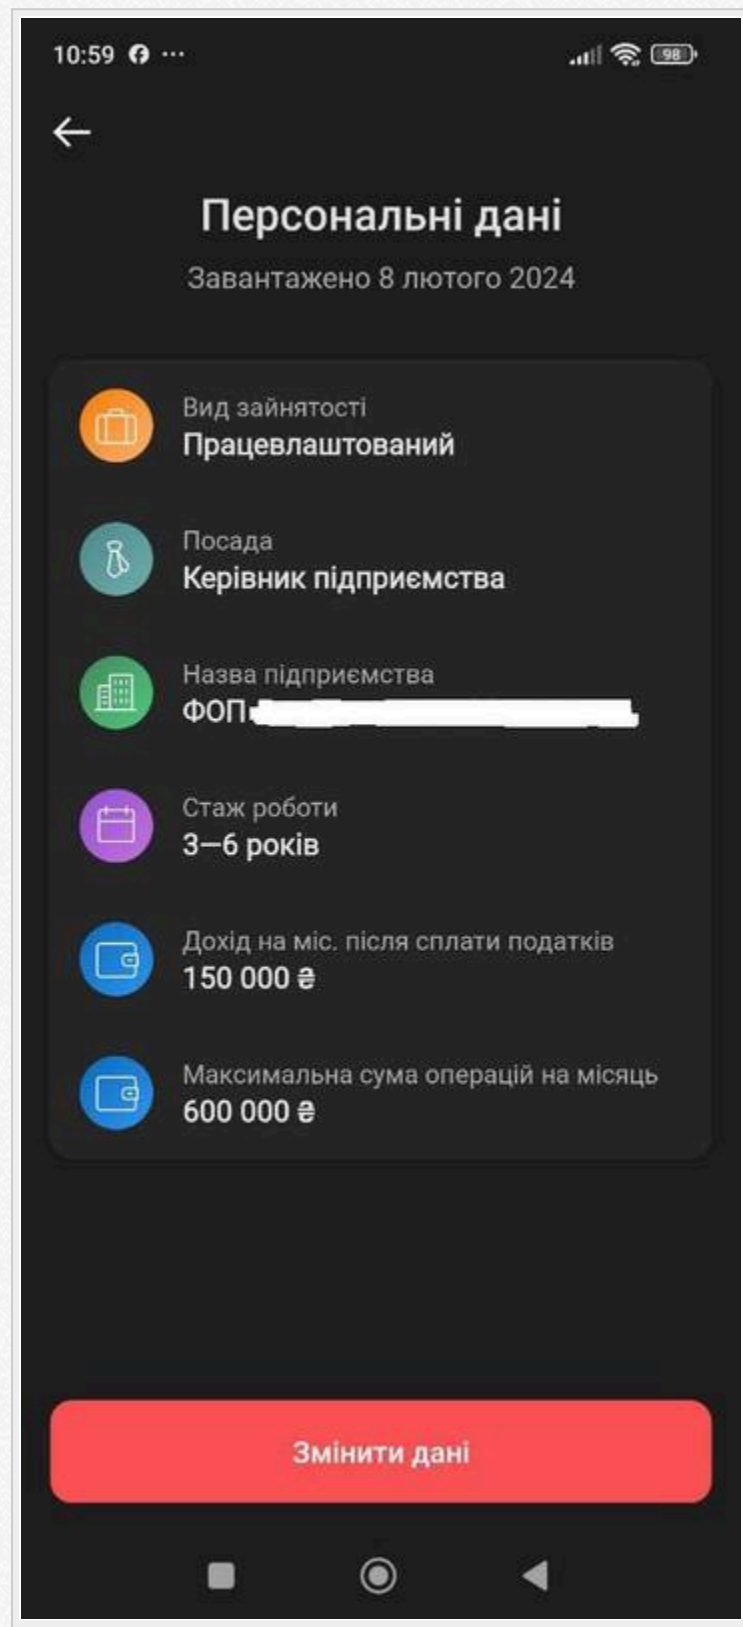 10:59
98
Персональні дані
Завантажено 8 лютого 2024
Вид зайнятості
Працевлаштований
Посада
Керівник підприємства
Назва підприємства
ФОП
Стаж роботи
3—6 років
Дохід на міс. після сплати податків
150 000 ₴
Максимальна сума операцій на місяць
600 000 ₴
Змінити дані